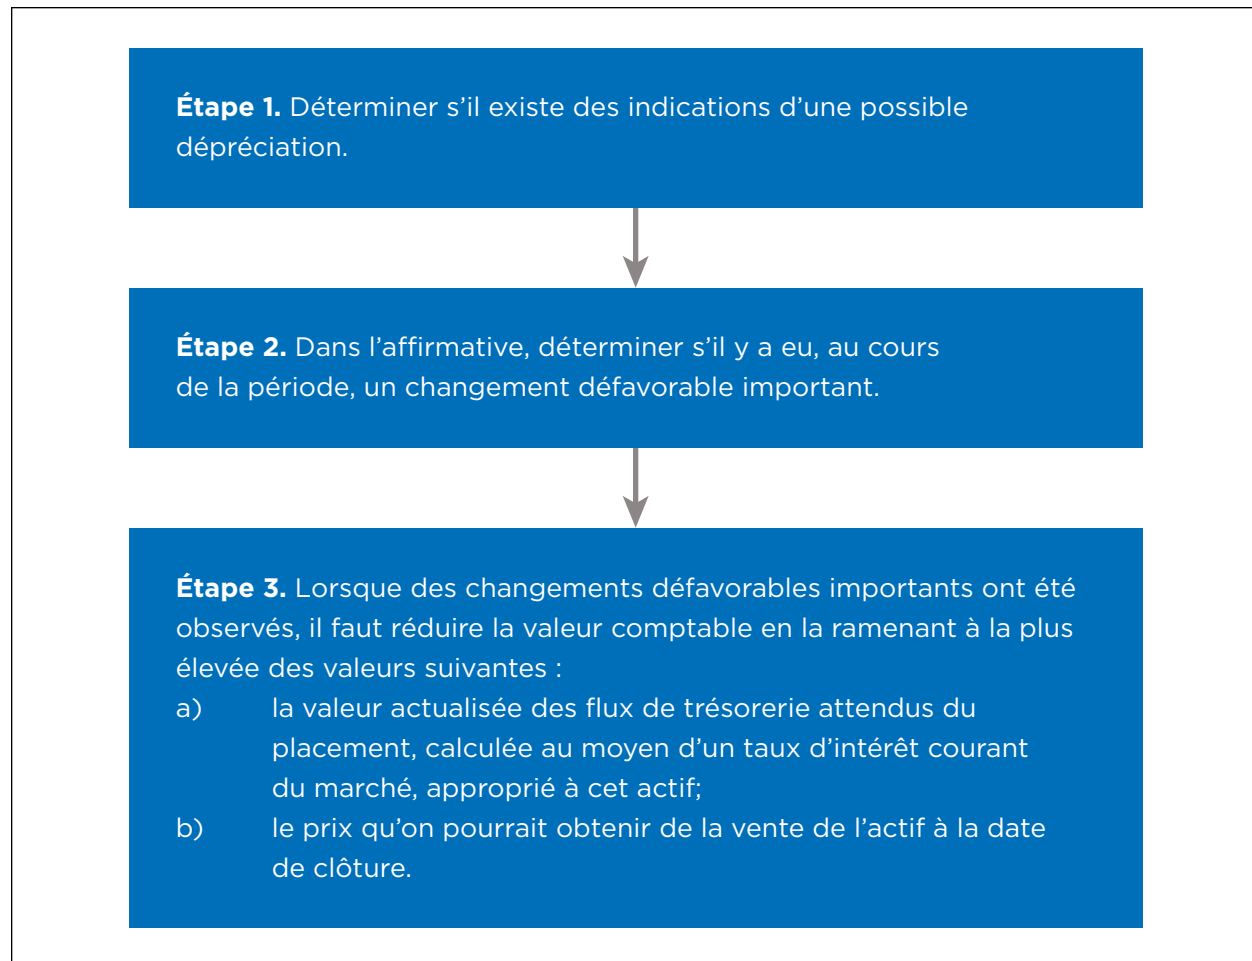 Étape 1. Déterminer s’il existe des indications d’une possible
dépréciation.
Étape 2. Dans l’affirmative, déterminer s’il y a eu, au cours
de la période, un changement défavorable important.
Étape 3. Lorsque des changements défavorables importants ont été
observés, il faut réduire la valeur comptable en la ramenant à la plus
élevée des valeurs suivantes :
a) la valeur actualisée des flux de trésorerie attendus du
placement, calculée au moyen d’un taux d’intérêt courant
du marché, approprié à cet actif;
b) le prix qu’on pourrait obtenir de la vente de l’actif à la date
de clôture.